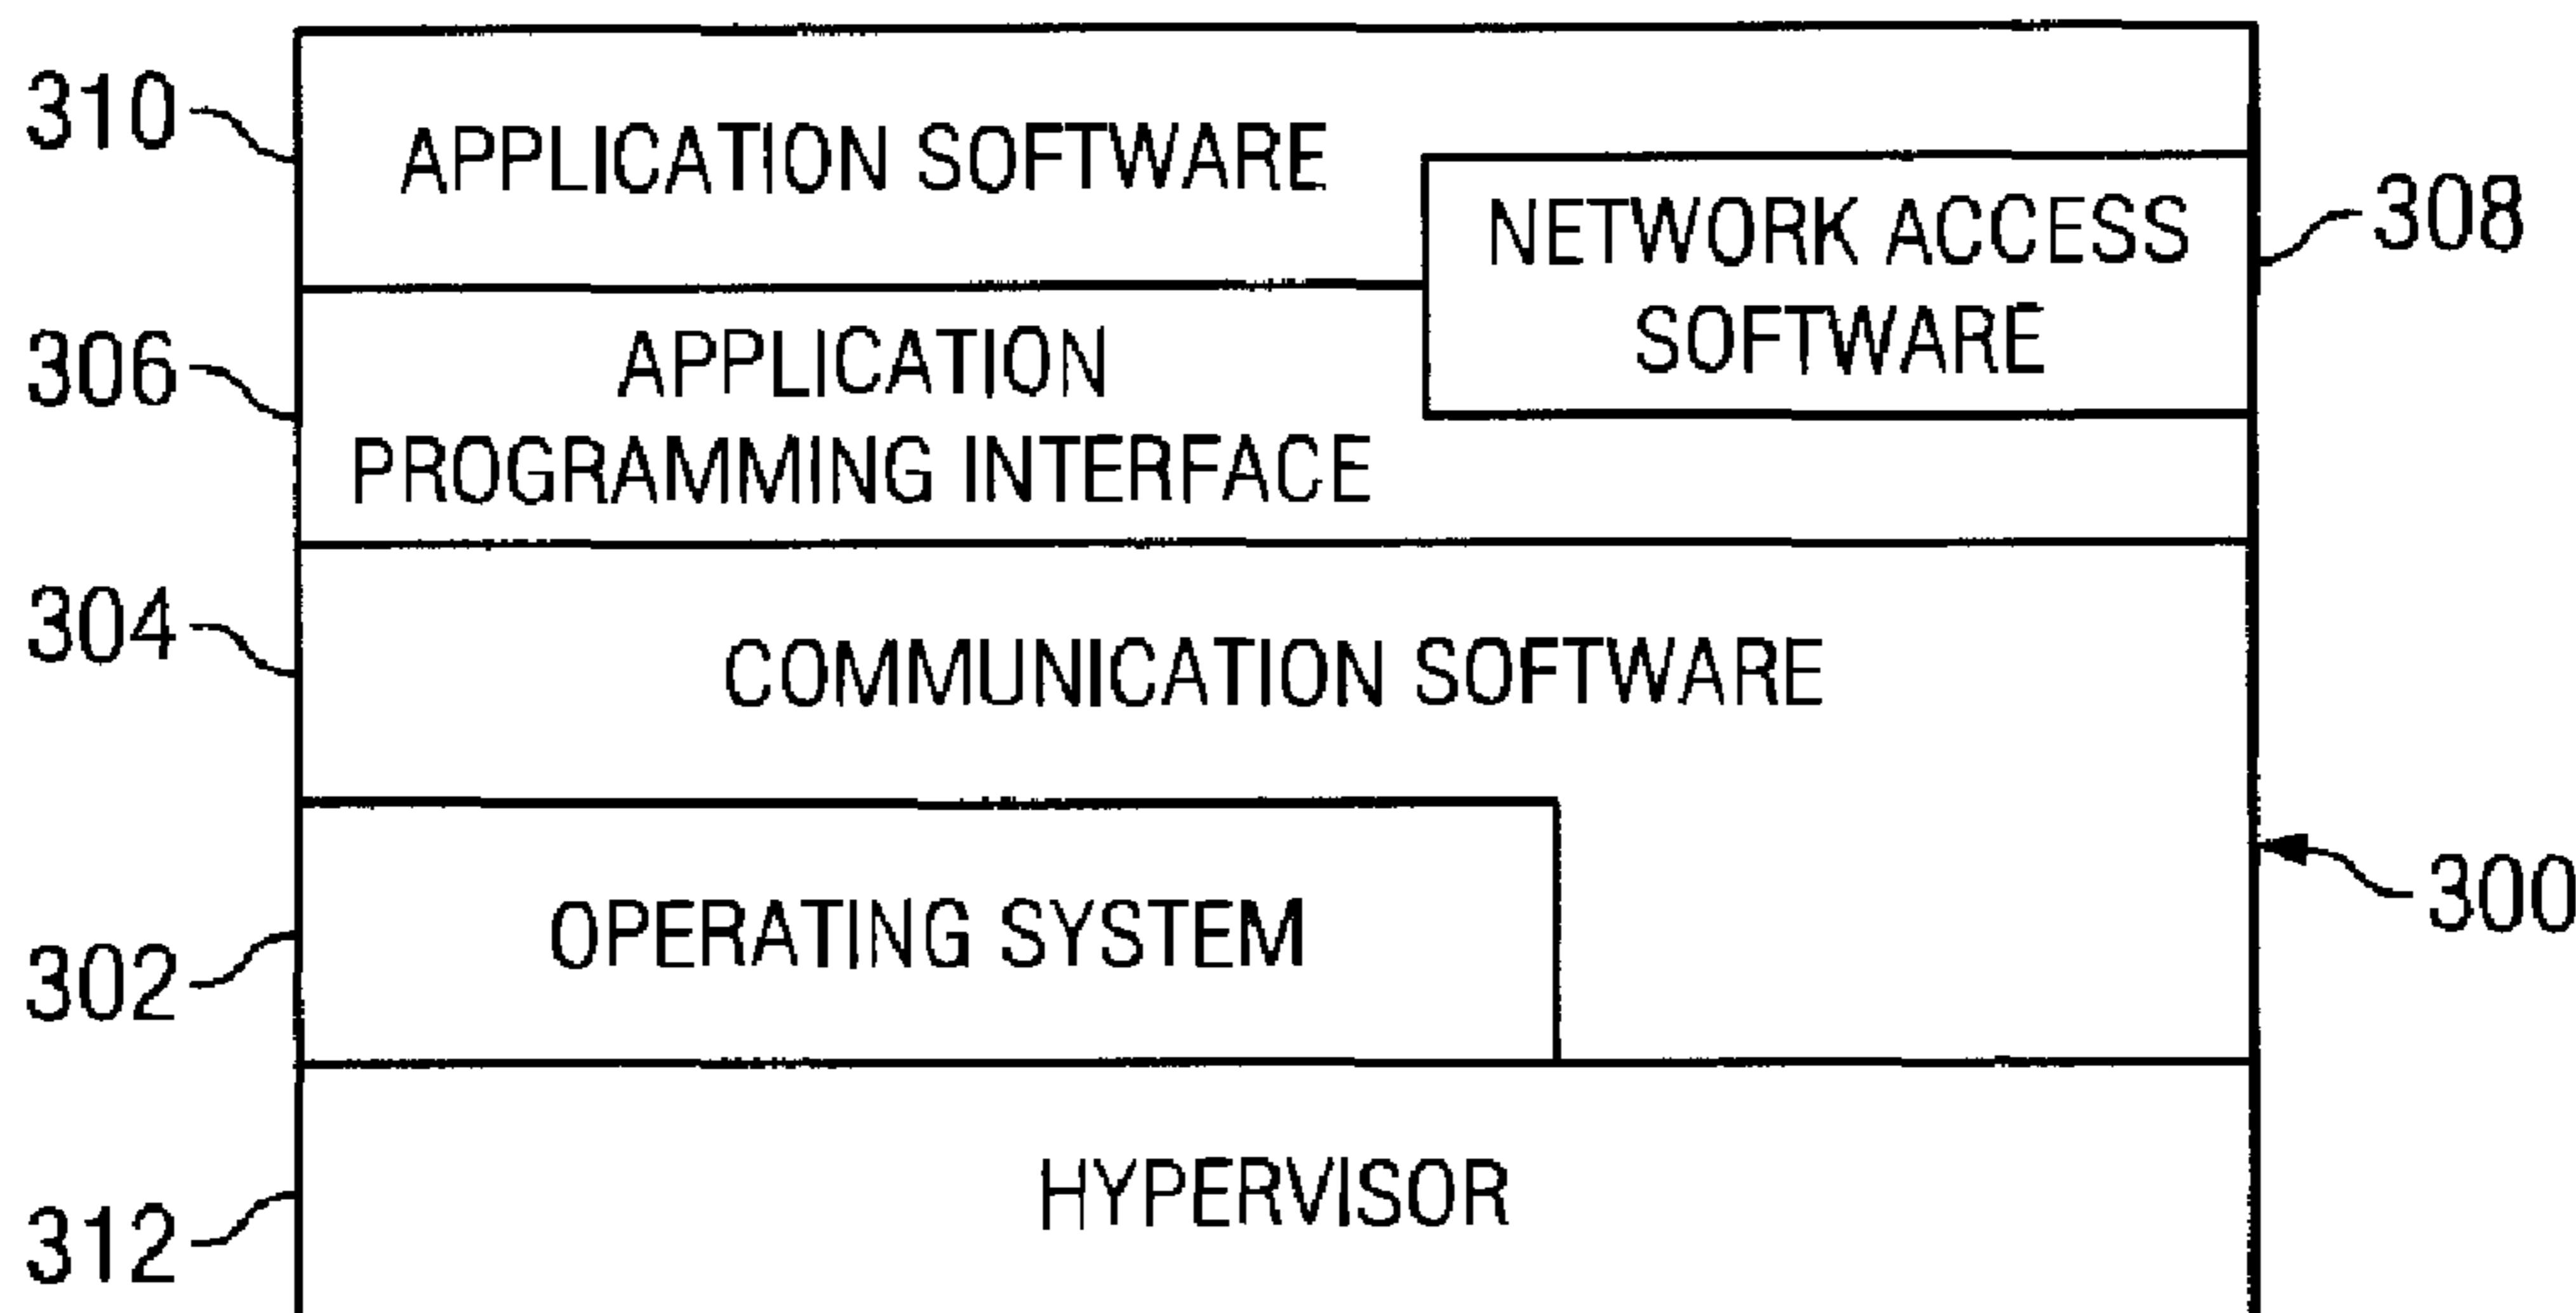 310
APPLICATION SOFTWARE
NETWORK ACCESS
SOFTWARE
308
306
APPLICATION
PROGRAMMING INTERFACE
304
COMMUNICATION SOFTWARE
302
OPERATING SYSTEM
300
312
HYPERVISOR